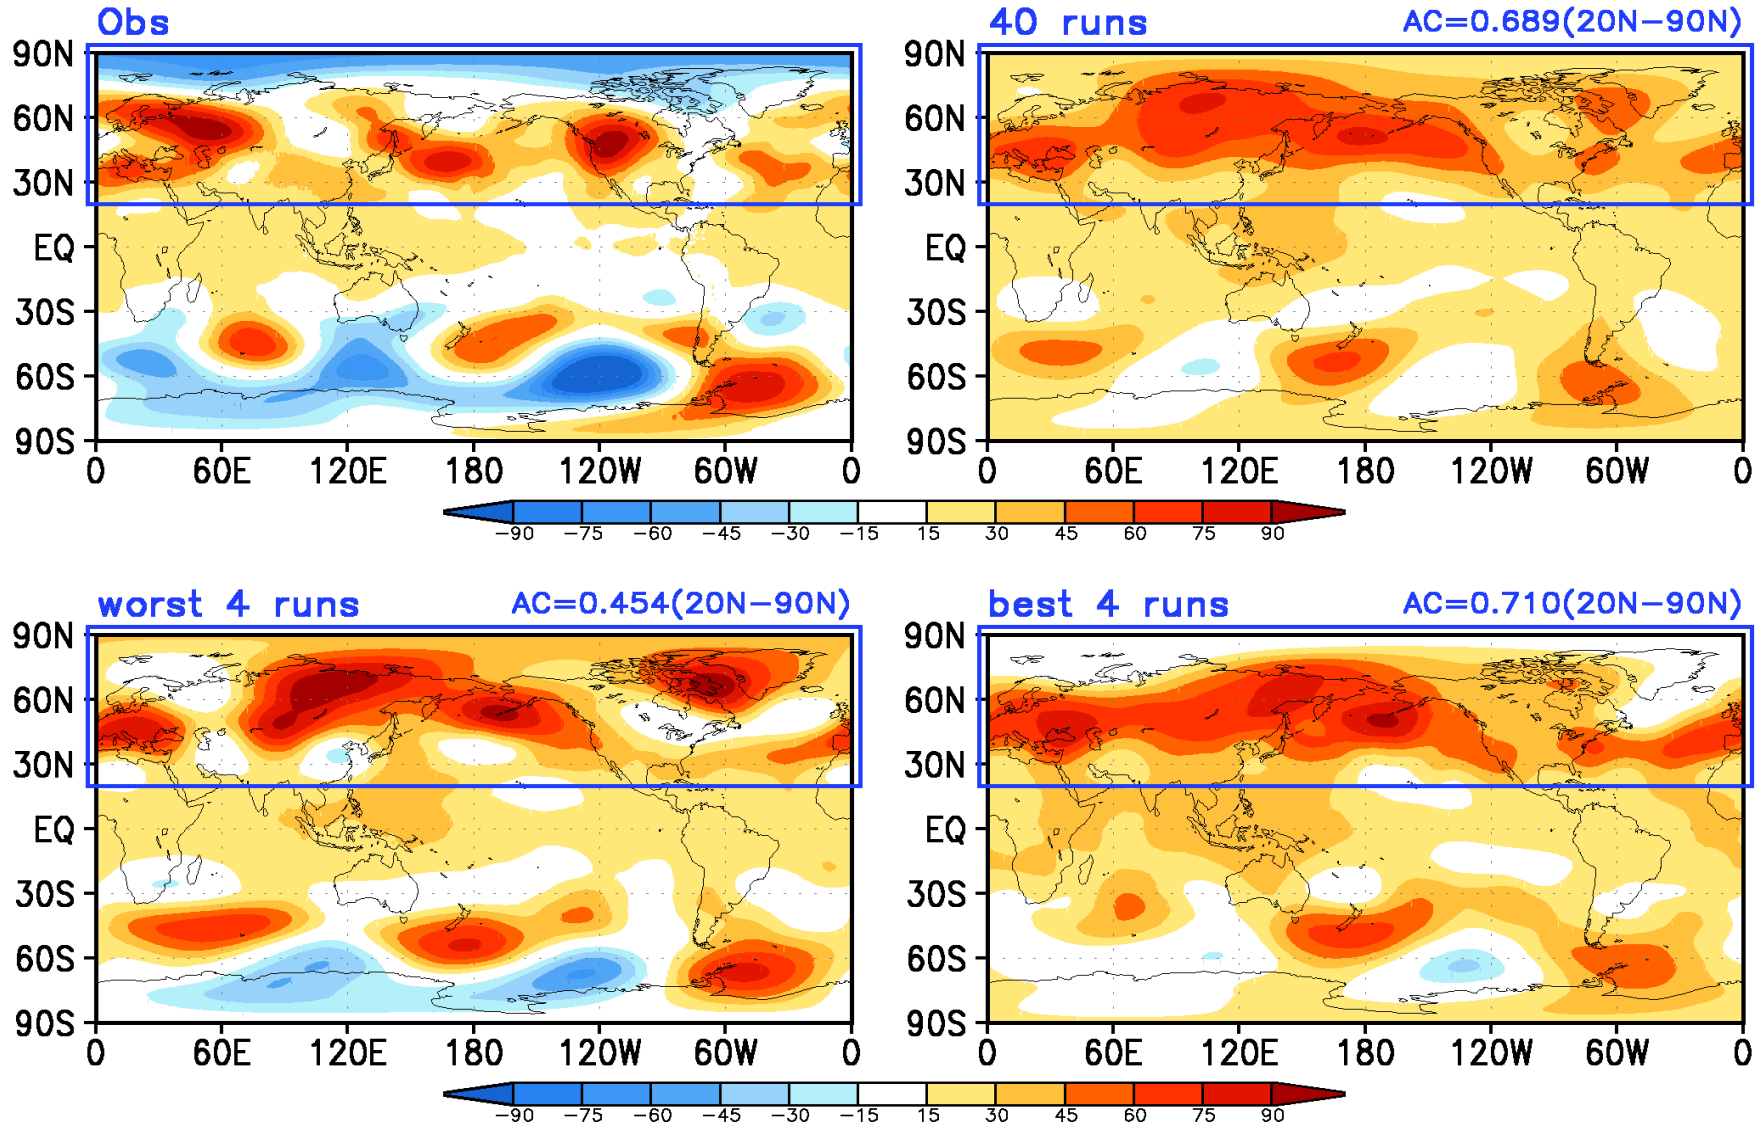 Obs
40 runs AC=0.689(20N−90N)
90N 60N 30N EQ 30S 60S 90S
0 60E 120E 180 120W 60W 0
90N 60N 30N EQ 30S 60S 90S
0 60E 120E 180 120W 60W 0
−90 −75 −60 −45 −30 −15 15 30 45 60 75 90
worst 4 runs AC=0.454(20N−90N)
best 4 runs AC=0.710(20N−90N)
90N 60N 30N EQ 30S 60S 90S
0 60E 120E 180 120W 60W 0
90N 60N 30N EQ 30S 60S 90S
0 60E 120E 180 120W 60W 0
−90 −75 −60 −45 −30 −15 15 30 45 60 75 90